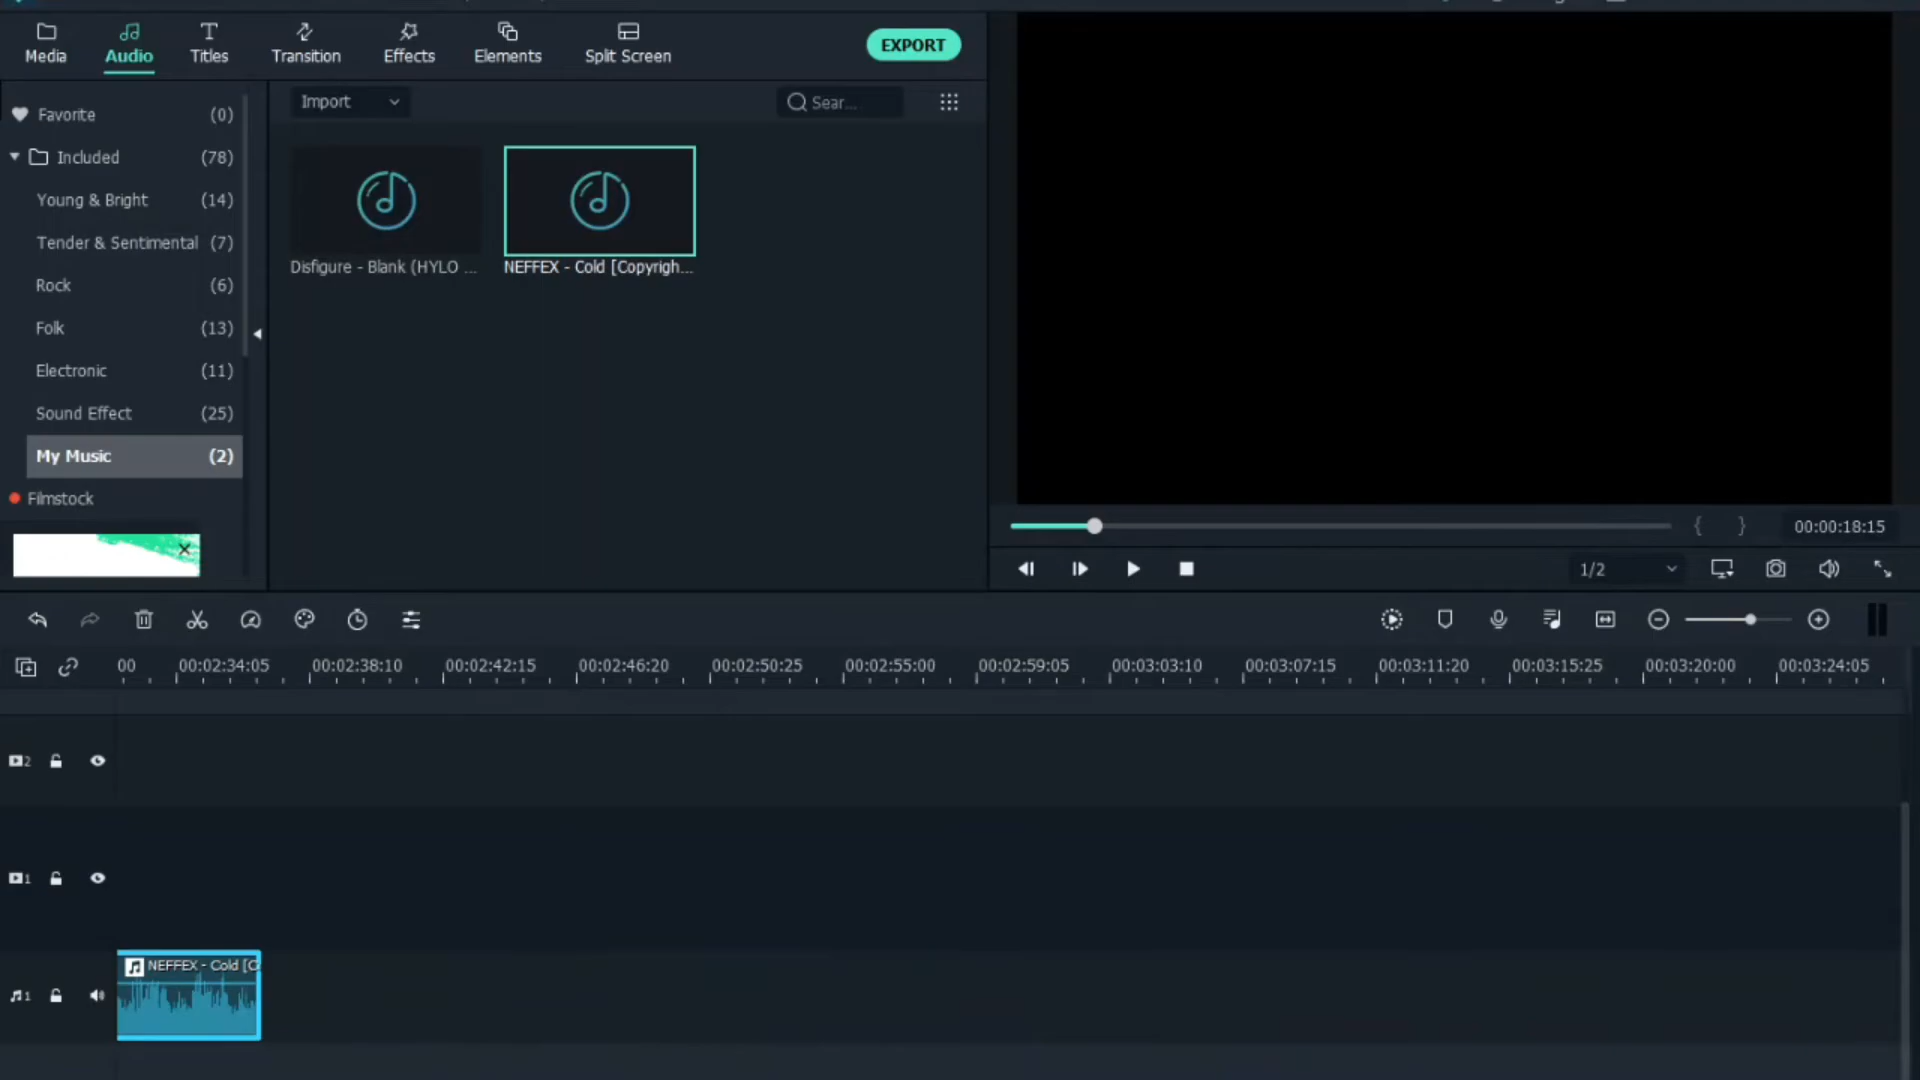 Media
Audio
Titles
Transition
Effects
Elements
Split Screen
EXPORT
Favorite (0)
Included (78)
Young & Bright (14)
Tender & Sentimental (7)
Rock (6)
Folk (13)
Electronic (11)
Sound Effect (25)
My Music (2)
Filmstock
Import
Sear...
Disfigure - Blank (HYLO ...
NEFFEX - Cold [Copyrigh...
{ }
00:00:18:15
1/2
00 00:02:34:05 00:02:38:10 00:02:42:15 00:02:46:20 00:02:50:25 00:02:55:00 00:02:59:05 00:03:03:10 00:03:07:15 00:03:11:20 00:03:15:25 00:03:20:00 00:03:24:05
2
1
NEFFEX - Cold [C
1